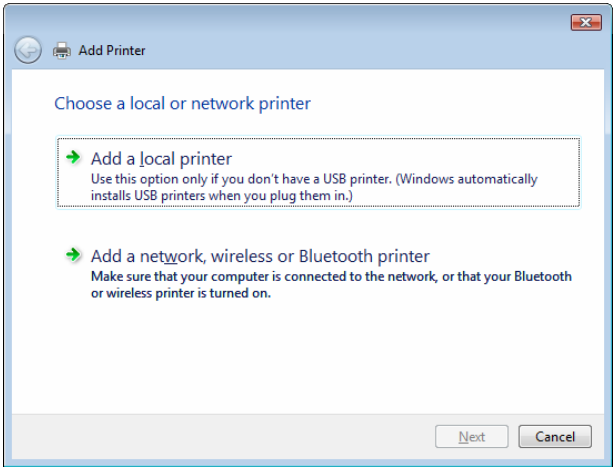 Add Printer
Choose a local or network printer
Add a local printer
Use this option only if you don't have a USB printer. (Windows automatically
installs USB printers when you plug them in.)
Add a network, wireless or Bluetooth printer
Make sure that your computer is connected to the network, or that your Bluetooth
or wireless printer is turned on.
Next
Cancel